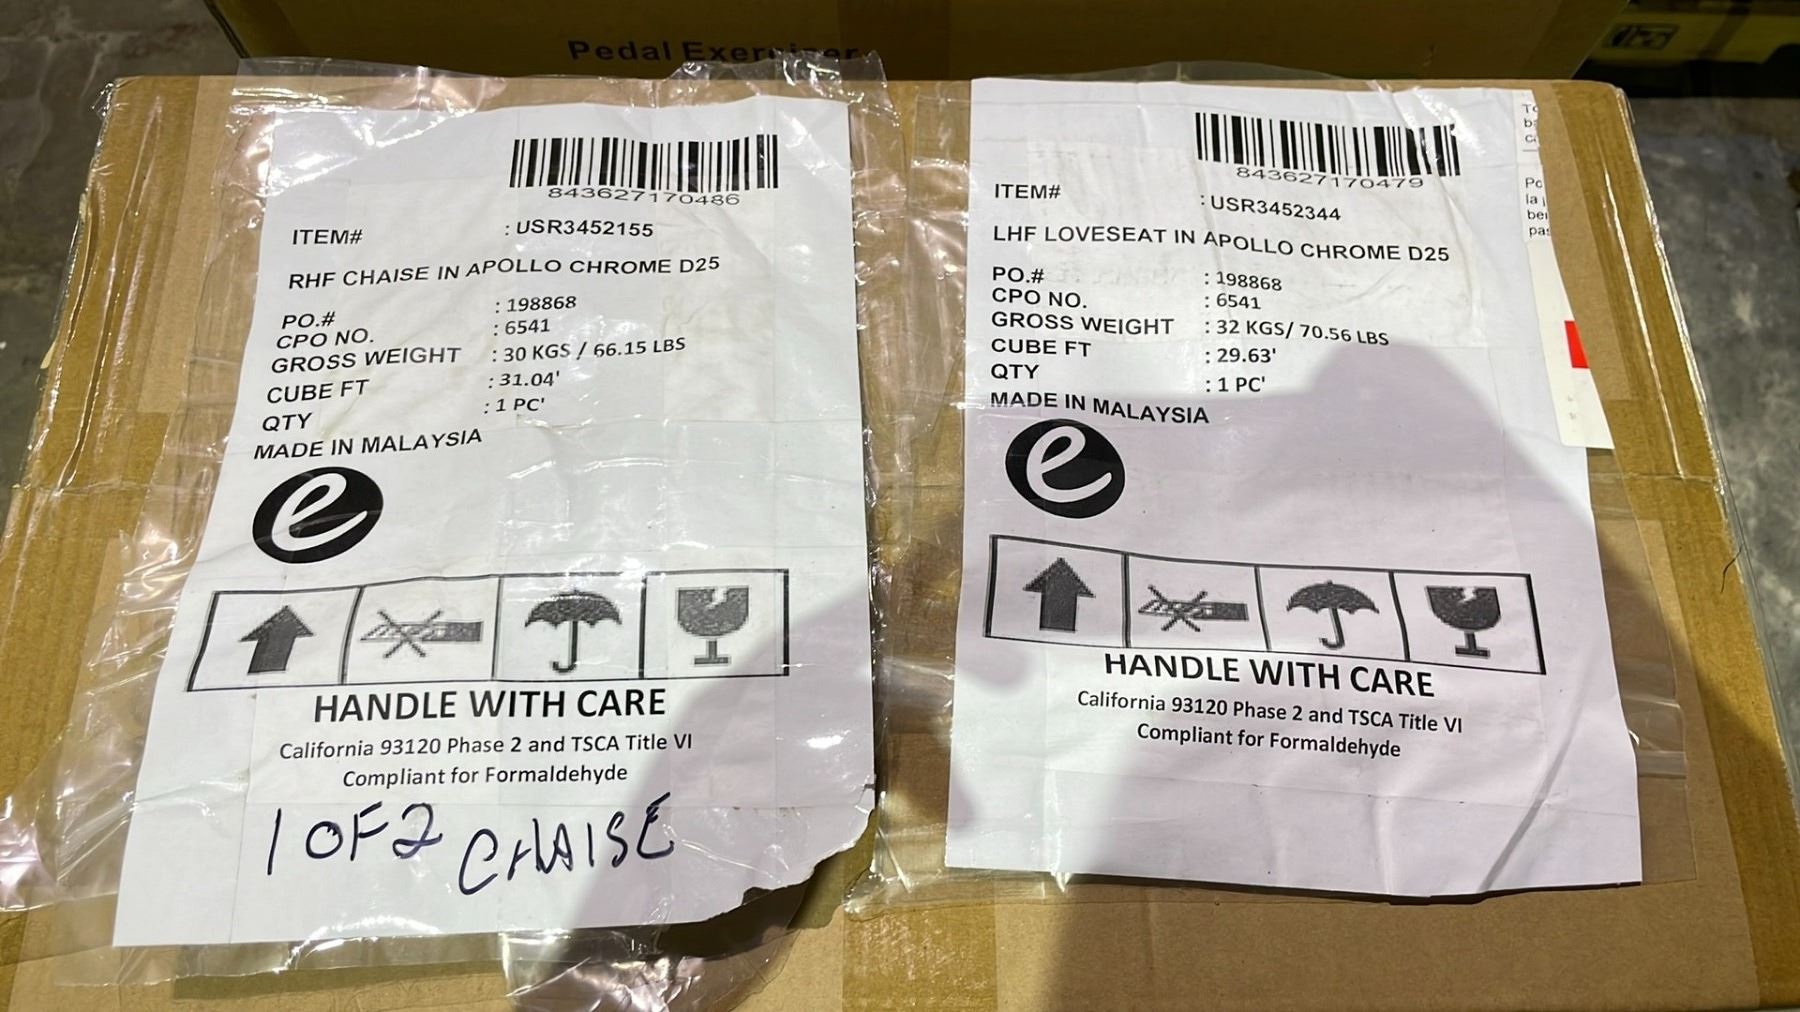 Pedal Exerciser
843627170486
ITEM# : USR3452155
RHF CHAISE IN APOLLO CHROME D25
PO.# : 198868
CPO NO. : 6541
GROSS WEIGHT : 30 KGS / 66.15 LBS
CUBE FT : 31.04'
QTY : 1 PC'
MADE IN MALAYSIA
e
HANDLE WITH CARE
California 93120 Phase 2 and TSCA Title VI
Compliant for Formaldehyde
1 OF 2 CHAISE
843627170479
ITEM# : USR3452344
LHF LOVESEAT IN APOLLO CHROME D25
PO.# : 198868
CPO NO. : 6541
GROSS WEIGHT : 32 KGS/ 70.56 LBS
CUBE FT : 29.63'
QTY : 1 PC'
MADE IN MALAYSIA
e
HANDLE WITH CARE
California 93120 Phase 2 and TSCA Title VI
Compliant for Formaldehyde